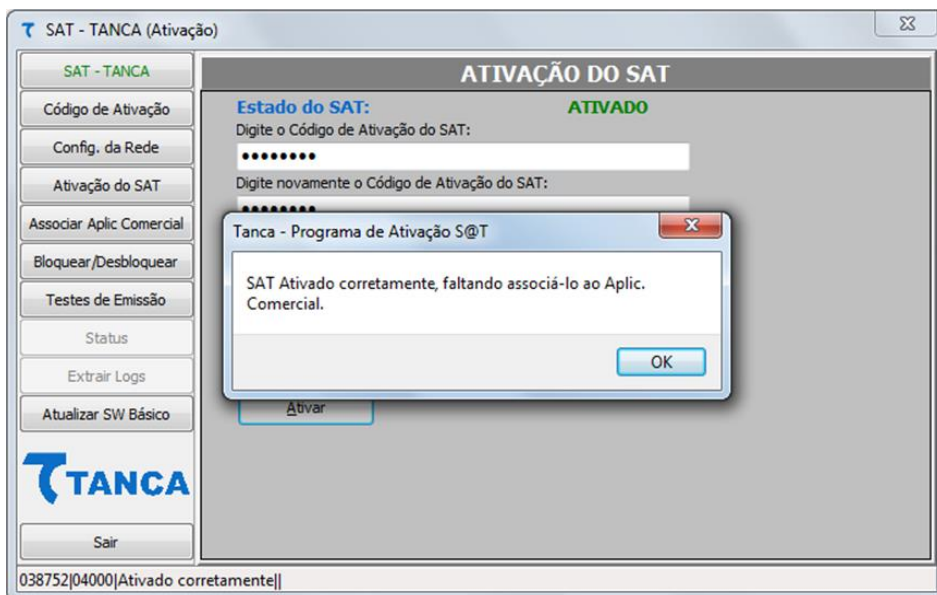 SAT - TANCA (Ativação)
SAT - TANCA
Código de Ativação
Config. da Rede
Ativação do SAT
Associar Aplic Comercial
Bloquear/Desbloquear
Testes de Emissão
Status
Extrair Logs
Atualizar SW Básico
TANCA
Sair
ATIVAÇÃO DO SAT
Estado do SAT: ATIVADO
Digite o Código de Ativação do SAT:
••••••••
Digite novamente o Código de Ativação do SAT:
••••••••
Tanca - Programa de Ativação S@T
SAT Ativado corretamente, faltando associá-lo ao Aplic.
Comercial.
OK
Ativar
038752|04000|Ativado corretamente||